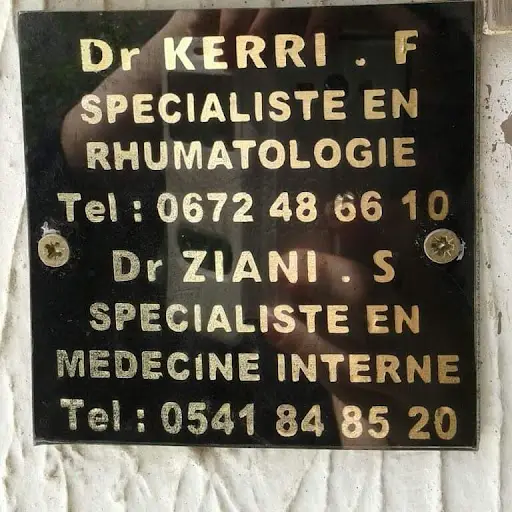 Dr KERRI . F
SPECIALISTE EN
RHUMATOLOGIE
Tel : 0672 48 66 10
Dr ZIANI . S
SPECIALISTE EN
MEDECINE INTERNE
Tel : 0541 84 85 20